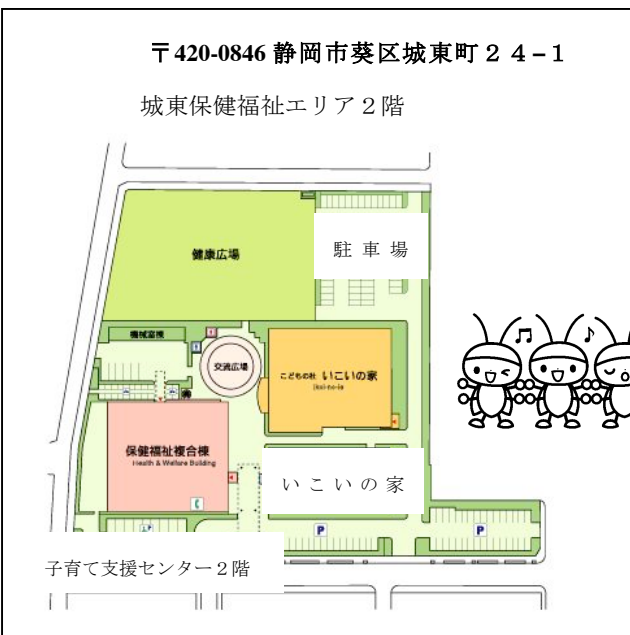 〒420-0846 静岡市葵区城東町２４−１
城東保健福祉エリア２階
健康広場
駐 車 場
機械室棟
交流広場
こどもの社 いこいの家
Ikoi-no-ie
保健福祉複合棟
Health & Welfare Building
いこいの家
P
P
子育て支援センター２階